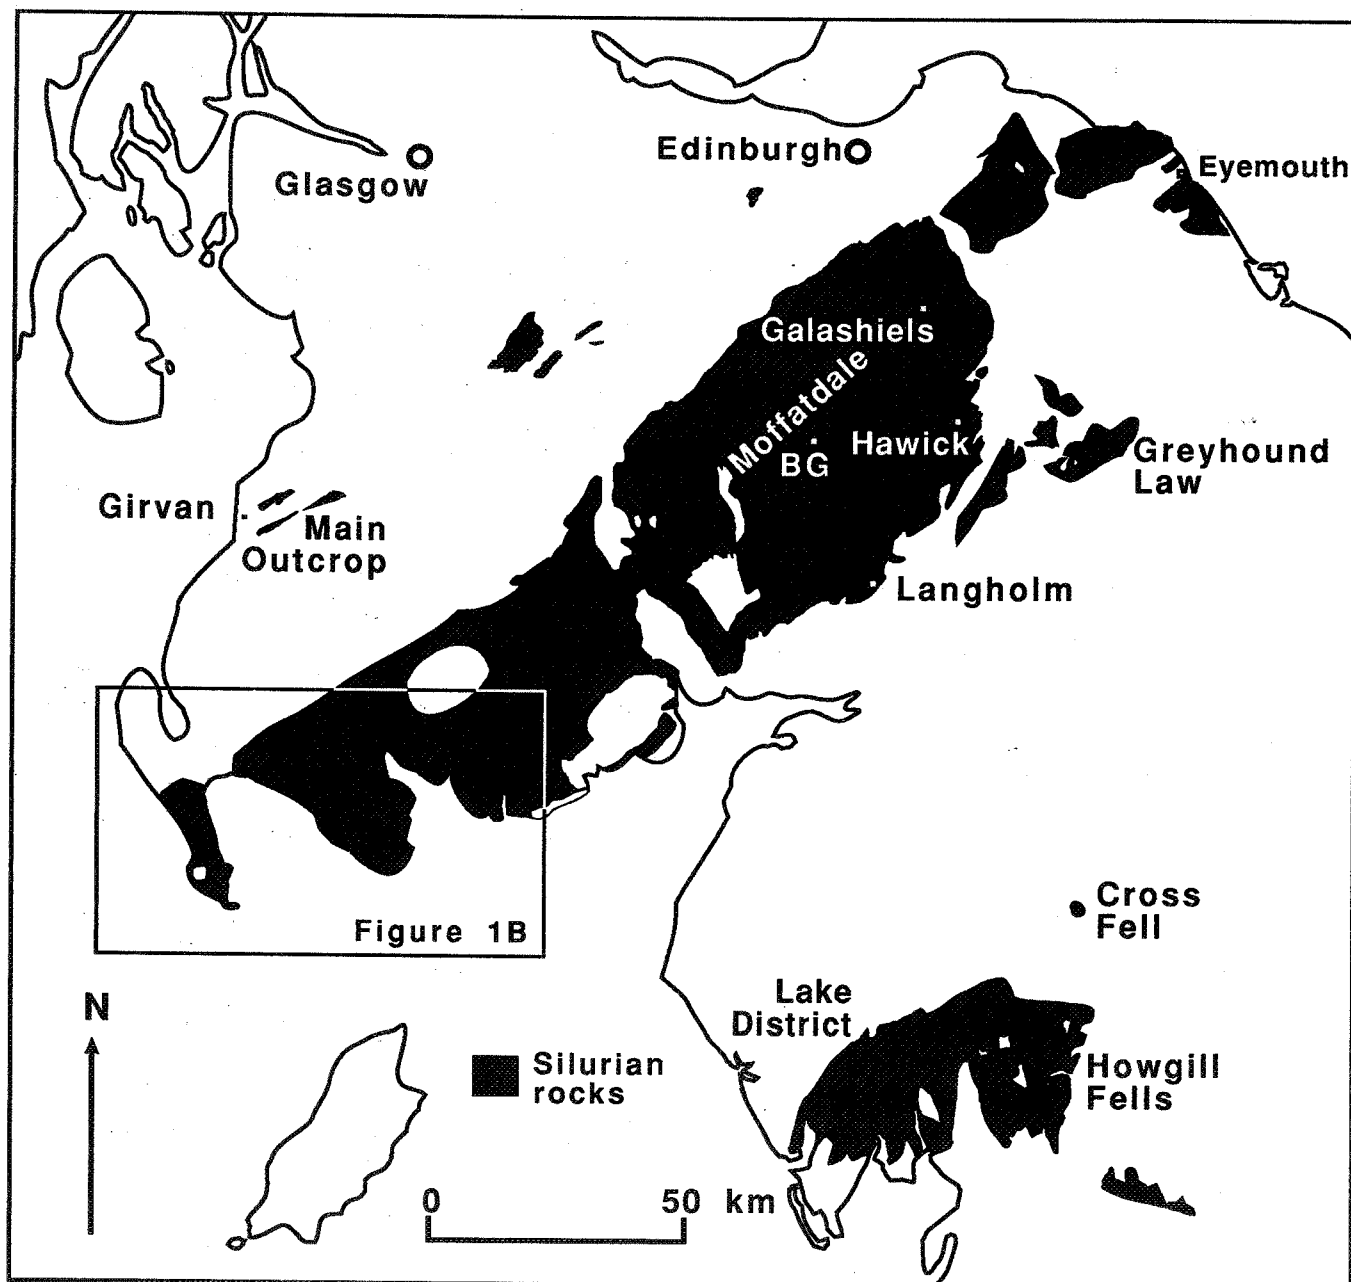 Edinburgh
Eyemouth
Glasgow
Galashiels
Moffatdale
Hawick
BG
Greyhound
Law
Girvan
Main
Outcrop
Langholm
Figure 1B
Cross
Fell
N
Lake
District
Silurian
rocks
Howgill
Fells
0 50 km